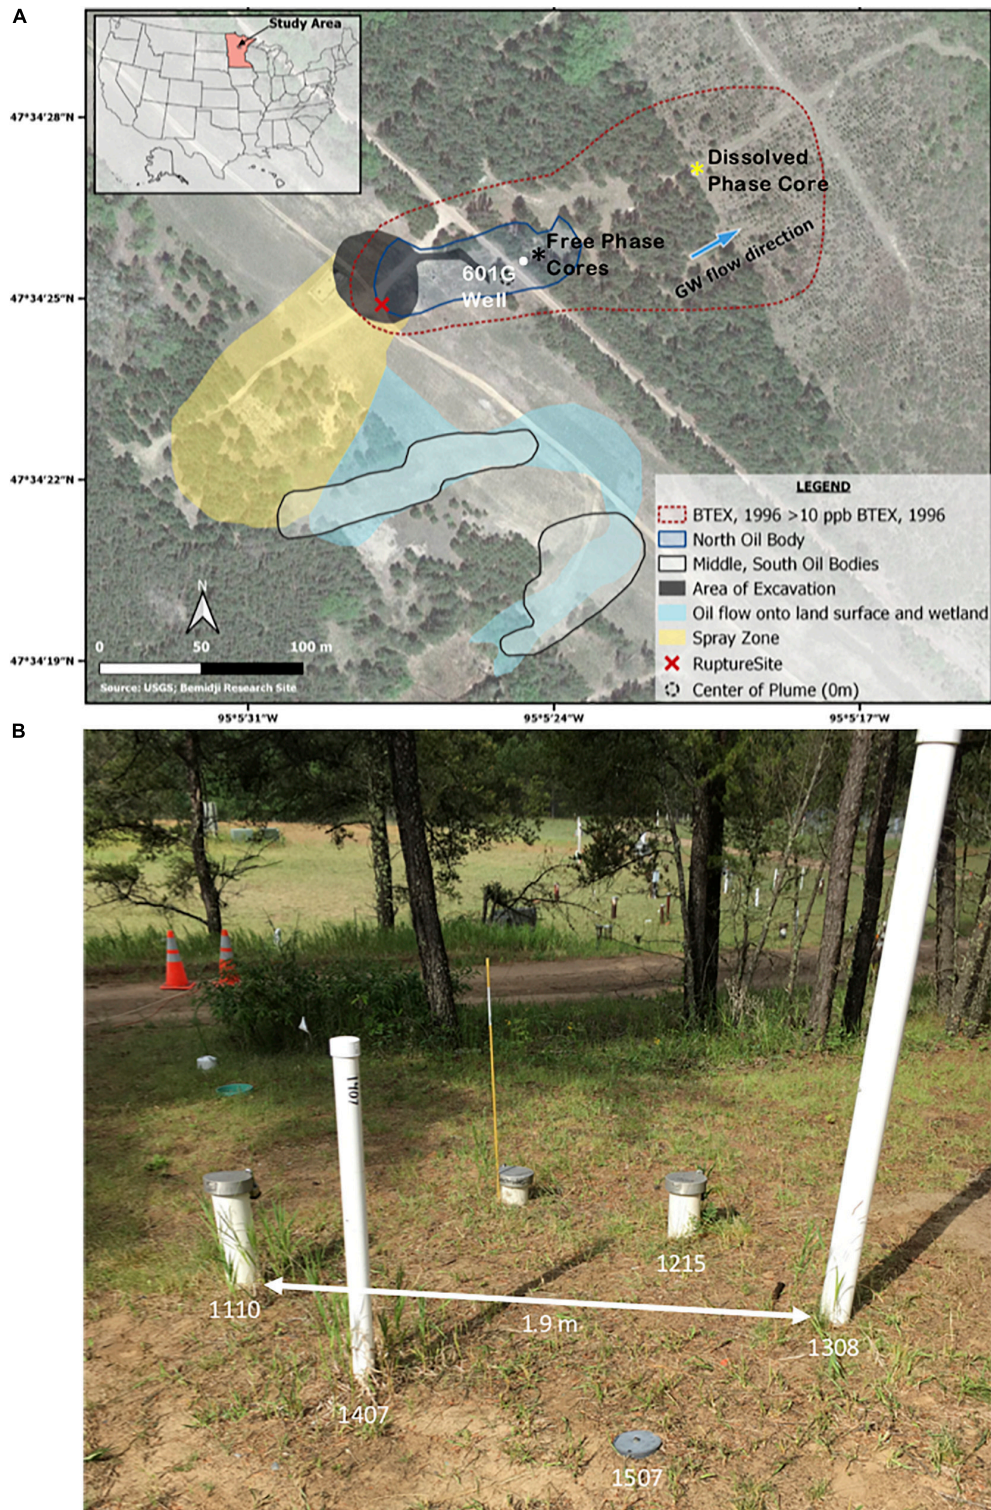 A
Study Area
47°34′28″N
47°34′25″N
47°34′22″N
47°34′19″N
Dissolved
Phase Core
Free Phase
Cores
601G
Well
GW flow direction
N
0 50 100 m
Source: USGS; Bemidji Research Site
LEGEND
BTEX, 1996 >10 ppb BTEX, 1996
North Oil Body
Middle, South Oil Bodies
Area of Excavation
Oil flow onto land surface and wetland
Spray Zone
RuptureSite
Center of Plume (0m)
95°5′31″W 95°5′24″W 95°5′17″W
B
1407
1110
1215
1.9 m
1308
1407
1507